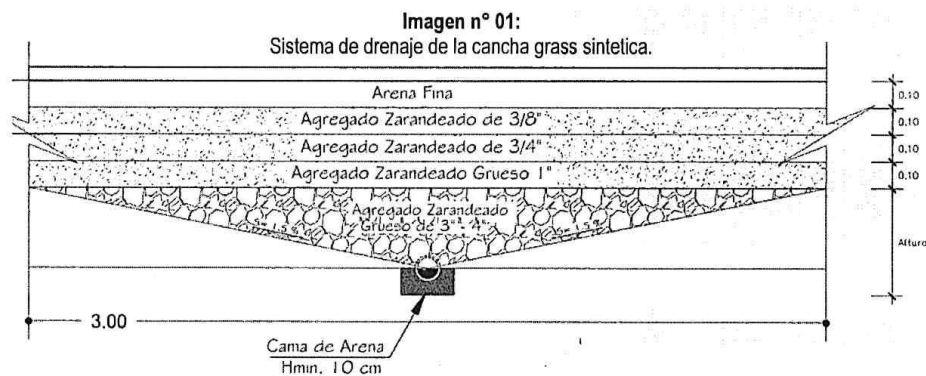 Imagen n° 01:
Sistema de drenaje de la cancha grass sintetica.
Arena Fina
0,10
Agregado Zarandeado de 3/8"
0,10
Agregado Zarandeado de 3/4"
0,10
Agregado Zarandeado Grueso 1"
0,10
Agregado Zarandeado
Grueso de 3" - 4"
Altura
3.00
Cama de Arena
Hmin. 10 cm